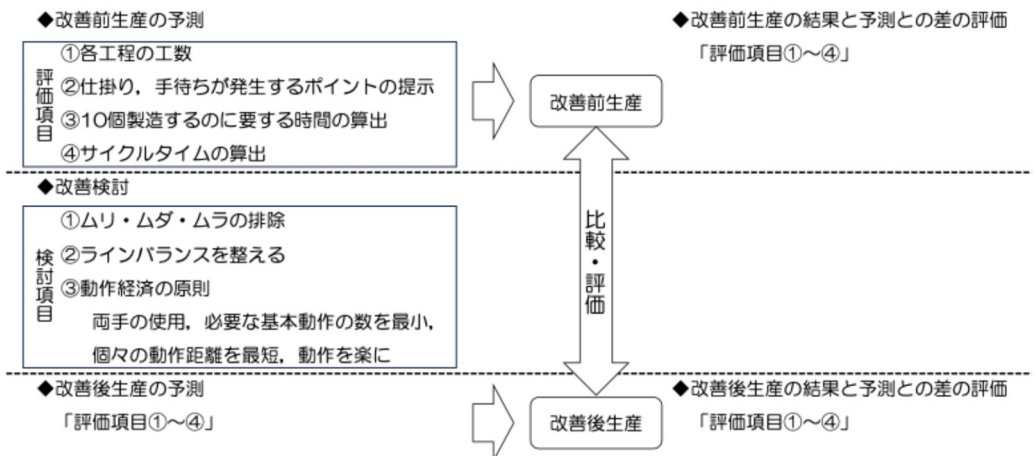 ◆改善前生産の予測
評価項目
①各工程の工数
②仕掛り，手待ちが発生するポイントの提示
③10個製造するのに要する時間の算出
④サイクルタイムの算出
改善前生産
◆改善前生産の結果と予測との差の評価
「評価項目①～④」
◆改善検討
検討項目
①ムリ・ムダ・ムラの排除
②ラインバランスを整える
③動作経済の原則
両手の使用，必要な基本動作の数を最小，
個々の動作距離を最短，動作を楽に
比較・評価
◆改善後生産の予測
「評価項目①～④」
改善後生産
◆改善後生産の結果と予測との差の評価
「評価項目①～④」